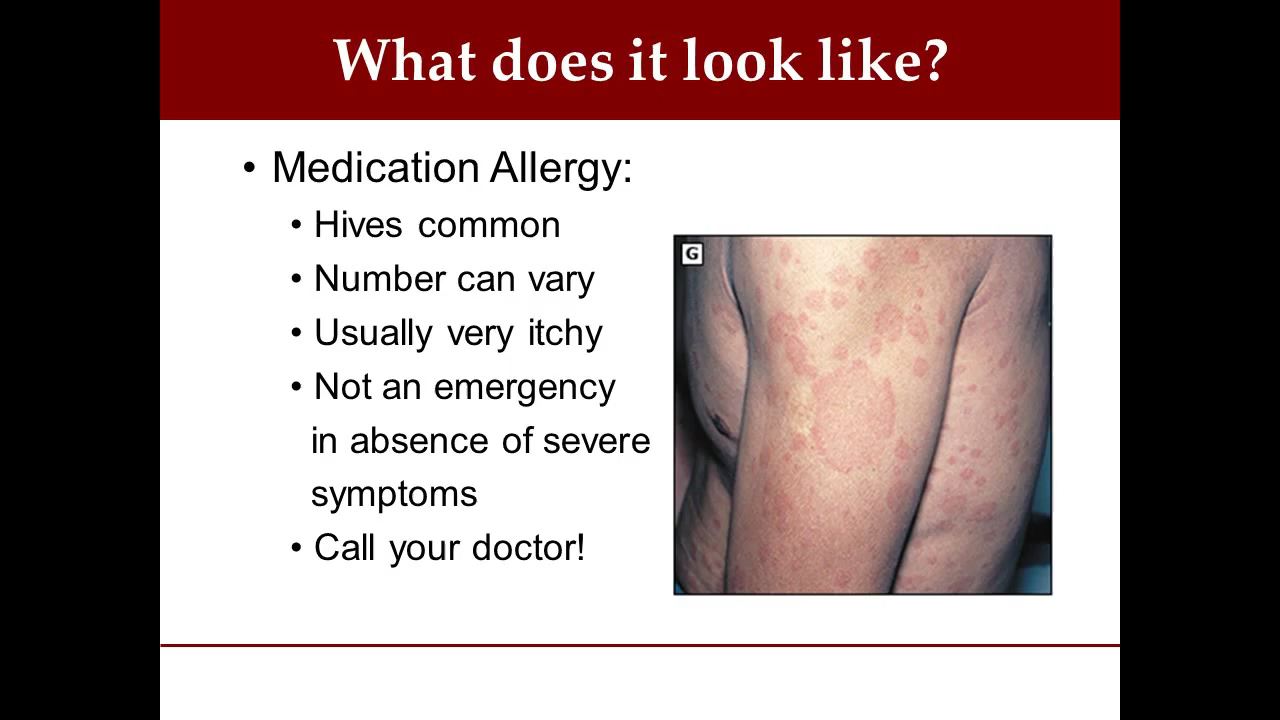 What does it look like?
• Medication Allergy:
• Hives common
• Number can vary
• Usually very itchy
• Not an emergency
in absence of severe
symptoms
• Call your doctor!
G